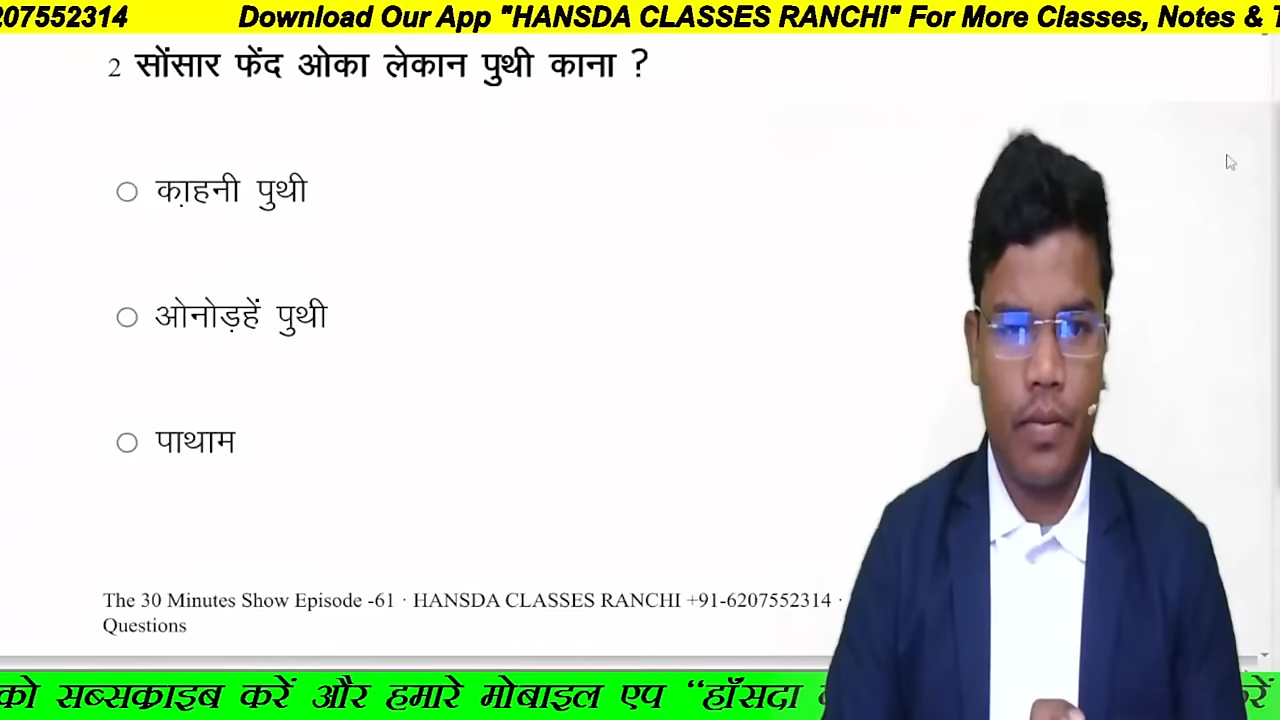 207552314 Download Our App "HANSDA CLASSES RANCHI" For More Classes, Notes &
2 सोंसार फेंद ओका लेकान पुथी काना ?
का़हनी पुथी
ओनोड़हें पुथी
पाथाम
The 30 Minutes Show Episode -61 · HANSDA CLASSES RANCHI +91-6207552314 ·
Questions
को सब्सक्राइब करें और हमारे मोबाइल एप “हाँसदा